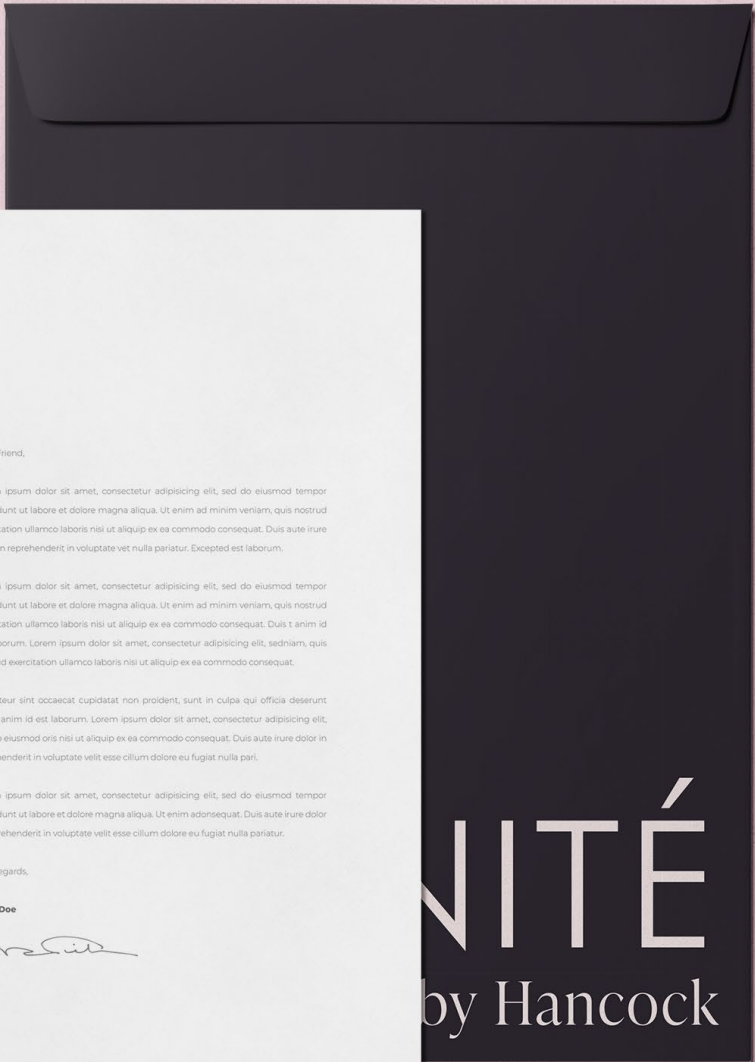 riend,
ipsum dolor sit amet, consectetur adipisicing elit, sed do eiusmod tempor
dunt ut labore et dolore magna aliqua. Ut enim ad minim veniam, quis nostrud
tation ullamco laboris nisi ut aliquip ex ea commodo consequat. Duis aute irure
n reprehenderit in voluptate vet nulla pariatur. Excepted est laborum.
ipsum dolor sit amet, consectetur adipisicing elit, sed do eiusmod tempor
dunt ut labore et dolore magna aliqua. Ut enim ad minim veniam, quis nostrud
tation ullamco laboris nisi ut aliquip ex ea commodo consequat. Duis t anim id
orum. Lorem ipsum dolor sit amet, consectetur adipisicing elit, sedniam, quis
d exercitation ullamco laboris nisi ut aliquip ex ea commodo consequat.
teur sint occaecat cupidatat non proident, sunt in culpa qui officia deserunt
anim id est laborum. Lorem ipsum dolor sit amet, consectetur adipisicing elit,
eiusmod oris nisi ut aliquip ex ea commodo consequat. Duis aute irure dolor in
henderit in voluptate velit esse cillum dolore eu fugiat nulla pari.
ipsum dolor sit amet, consectetur adipisicing elit, sed do eiusmod tempor
dunt ut labore et dolore magna aliqua. Ut enim adonsequat. Duis aute irure dolor
rehenderit in voluptate velit esse cillum dolore eu fugiat nulla pariatur.
egards,
Doe
NITÉ
by Hancock